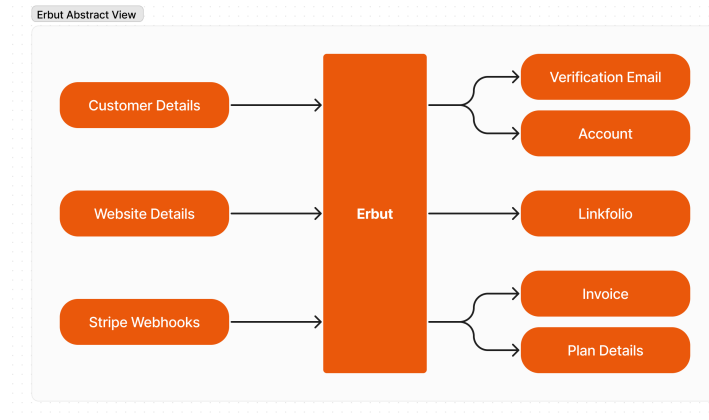 Erbut Abstract View
Customer Details
Website Details
Stripe Webhooks
Erbut
Verification Email
Account
Linkfolio
Invoice
Plan Details